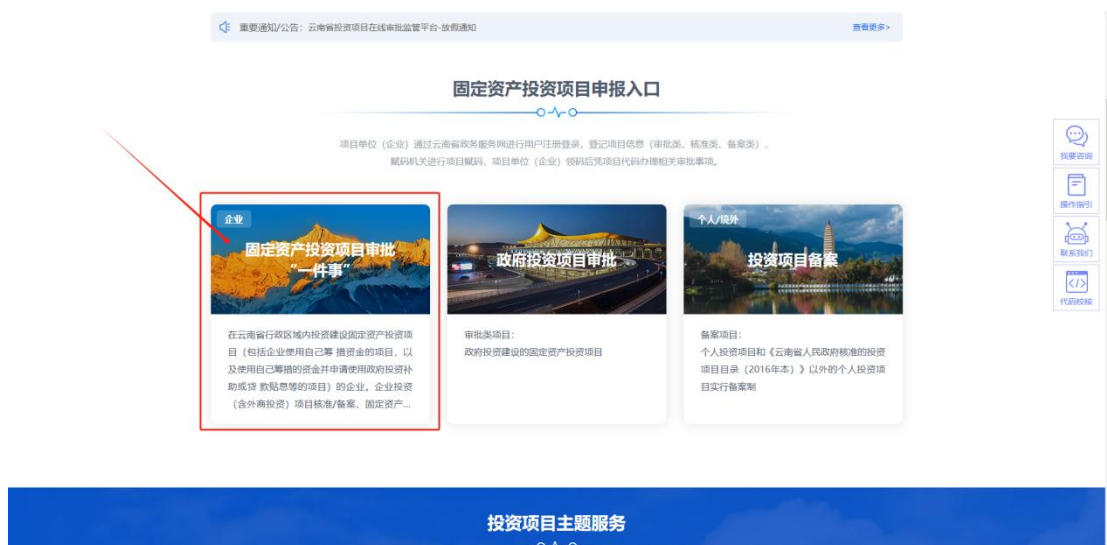 重要通知/公告：云南省投资项目在线审批监管平台-放假通知
查看更多>
固定资产投资项目申报入口
项目单位（企业）通过云南省政务服务网进行用户注册登录，登记项目信息（审批类、核准类、备案类），
赋码机关进行项目赋码，项目单位（企业）领码后凭项目代码办理相关审批事项。
我要咨询
操作指引
联系我们
代码校核
企业
固定资产投资项目审批
“一件事”
在云南省行政区域内投资建设固定资产投资项
目（包括企业使用自己筹 措资金的项目，以
及使用自己筹措的资金并申请使用政府投资补
助或贷 款贴息等的项目）的企业。企业投资
（含外商投资）项目核准/备案、固定资产...
政府投资项目审批
审批类项目：
政府投资建设的固定资产投资项目
个人/境外
投资项目备案
备案项目：
个人投资项目和《云南省人民政府核准的投资
项目目录（2016年本）》以外的个人投资项
目实行备案制
投资项目主题服务